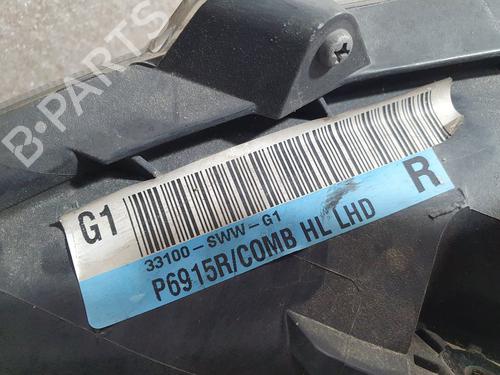 B-PARTS
G1
33100-SWW-G1
R
P6915R/COMB HL LHD